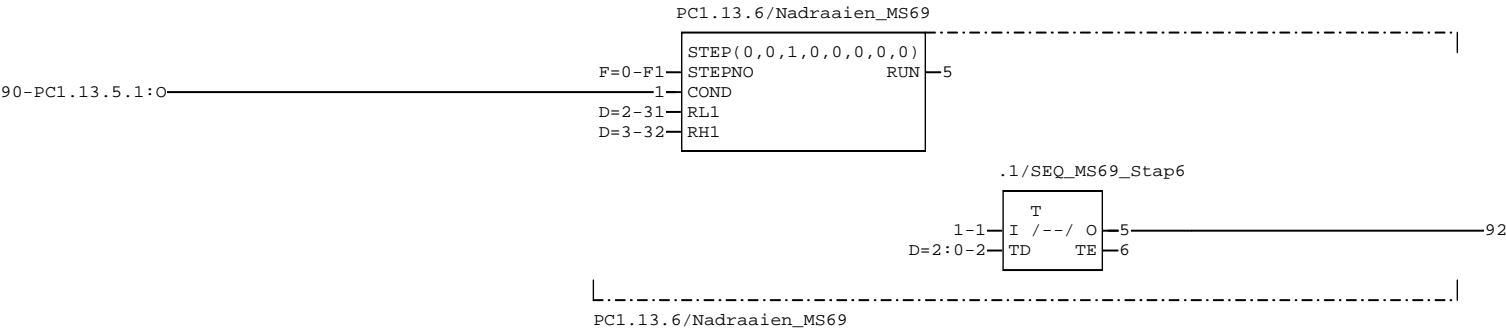 PC1.13.6/Nadraaien_MS69
STEP(0,0,1,0,0,0,0,0)
F=0-F1 STEPNO RUN 5
90-PC1.13.5.1:O 1 COND
D=2-31 RL1
D=3-32 RH1
.1/SEQ_MS69_Stap6
T
1-1 I /--/ O 5 92
D=2:0-2 TD TE 6
PC1.13.6/Nadraaien_MS69